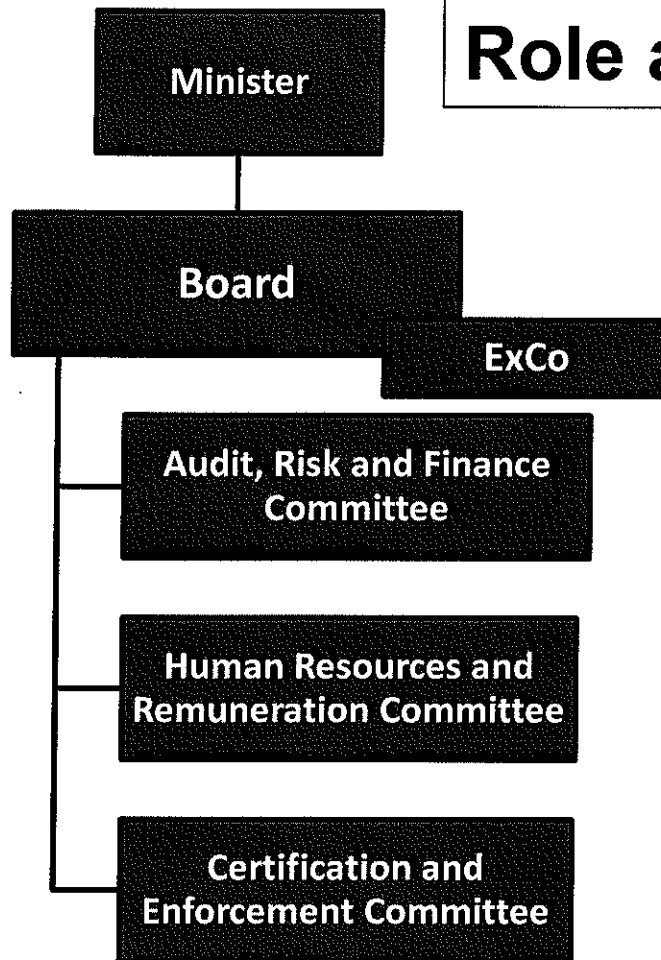 Role a
Minister
Board
ExCo
Audit, Risk and Finance
Committee
Human Resources and
Remuneration Committee
Certification and
Enforcement Committee